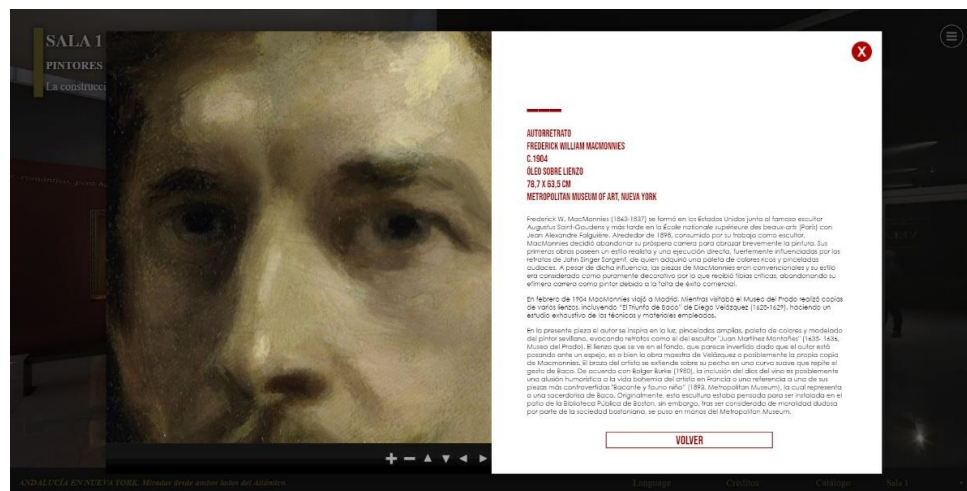 SALA 1
PINTORES
La construcci
X
AUTORRETRATO
FREDERICK WILLIAM MACMONNIES
C.1904
ÓLEO SOBRE LIENZO
78,7 X 63,5 CM
METROPOLITAN MUSEUM OF ART, NUEVA YORK
Frederick W. MacMonnies (1863-1837) se formó en los Estados Unidos junto al famoso escultor
Augustus Saint-Gaudens y más tarde en la École nationale supérieure des beaux-arts (París) con
Jean Alexandre Falguière. Alrededor de 1898, consumido por su trabajo como escultor,
MacMonnies decidió abandonar su próspera carrera para abrazar brevemente la pintura. Sus
primeras obras poseen un estilo realista y una ejecución directa, fuertemente influenciadas por los
retratos de John Singer Sargent, de quien adquirió una paleta de colores ricos y pinceladas
audaces. A pesar de dicha influencia, las piezas de MacMonnies eran convencionales y su estilo
era considerado como puramente decorativo por lo que recibió tibias críticas, abandonando su
efímera carrera como pintor debido a la falta de éxito comercial.
En febrero de 1904 MacMonnies viajó a Madrid. Mientras visitaba el Museo del Prado realizó copias
de varios lienzos, incluyendo "El Triunfo de Baco" de Diego Velázquez (1628-1629), haciendo un
estudio exhaustivo de las técnicas y materiales empleados.
En la presente pieza el autor se inspira en la luz, pinceladas amplias, paleta de colores y modelado
del pintor sevillano, evocando retratos como el del escultor "Juan Martínez Montañés" (1635- 1636,
Museo del Prado). El lienzo que se ve en el fondo, que parece invertido dado que el autor está
posando ante un espejo, es o bien la obra maestra de Velázquez o posiblemente la propia copia
de Macmonnies. El brazo del artista se extiende sobre su pecho en una curva suave que repite el
gesto de Baco. De acuerdo con Bolger Burke (1980), la inclusión del dios del vino es posiblemente
una alusión humorística a la vida bohemia del artista en Francia o una referencia a una de sus
piezas más controvertidas "Bacante y fauno niño" (1893, Metropolitan Museum), la cual representa
a una sacerdotisa de Baco. Originalmente, esta escultura estaba pensada para ser instalada en el
patio de la Biblioteca Pública de Boston, sin embargo, tras ser considerada de moralidad dudosa
por parte de la sociedad bostoniana, se puso en manos del Metropolitan Museum.
VOLVER
ANDALUCÍA EN NUEVA YORK. Miradas desde ambos lados del Atlántico
Language
Créditos
Catálogo
Sala 1